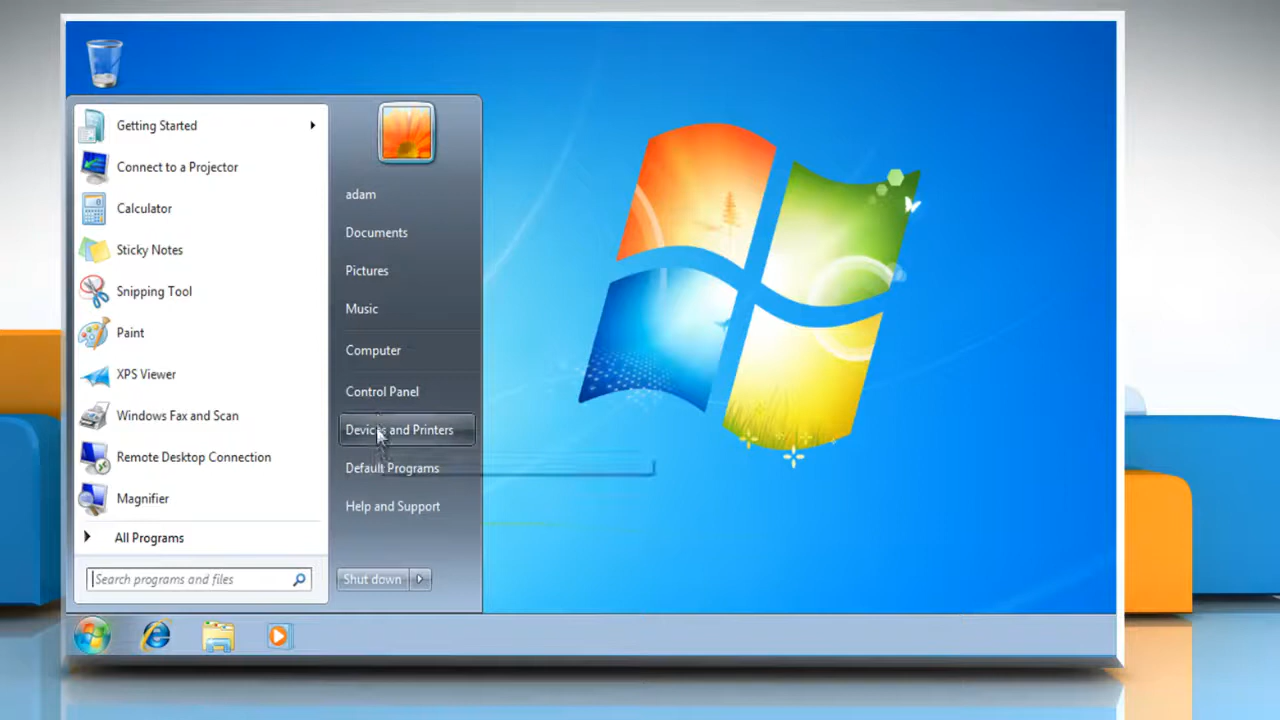 Getting Started
Connect to a Projector
Calculator
Sticky Notes
Snipping Tool
Paint
XPS Viewer
Windows Fax and Scan
Remote Desktop Connection
Magnifier
All Programs
Search programs and files
adam
Documents
Pictures
Music
Computer
Control Panel
Devices and Printers
Default Programs
Help and Support
Shut down